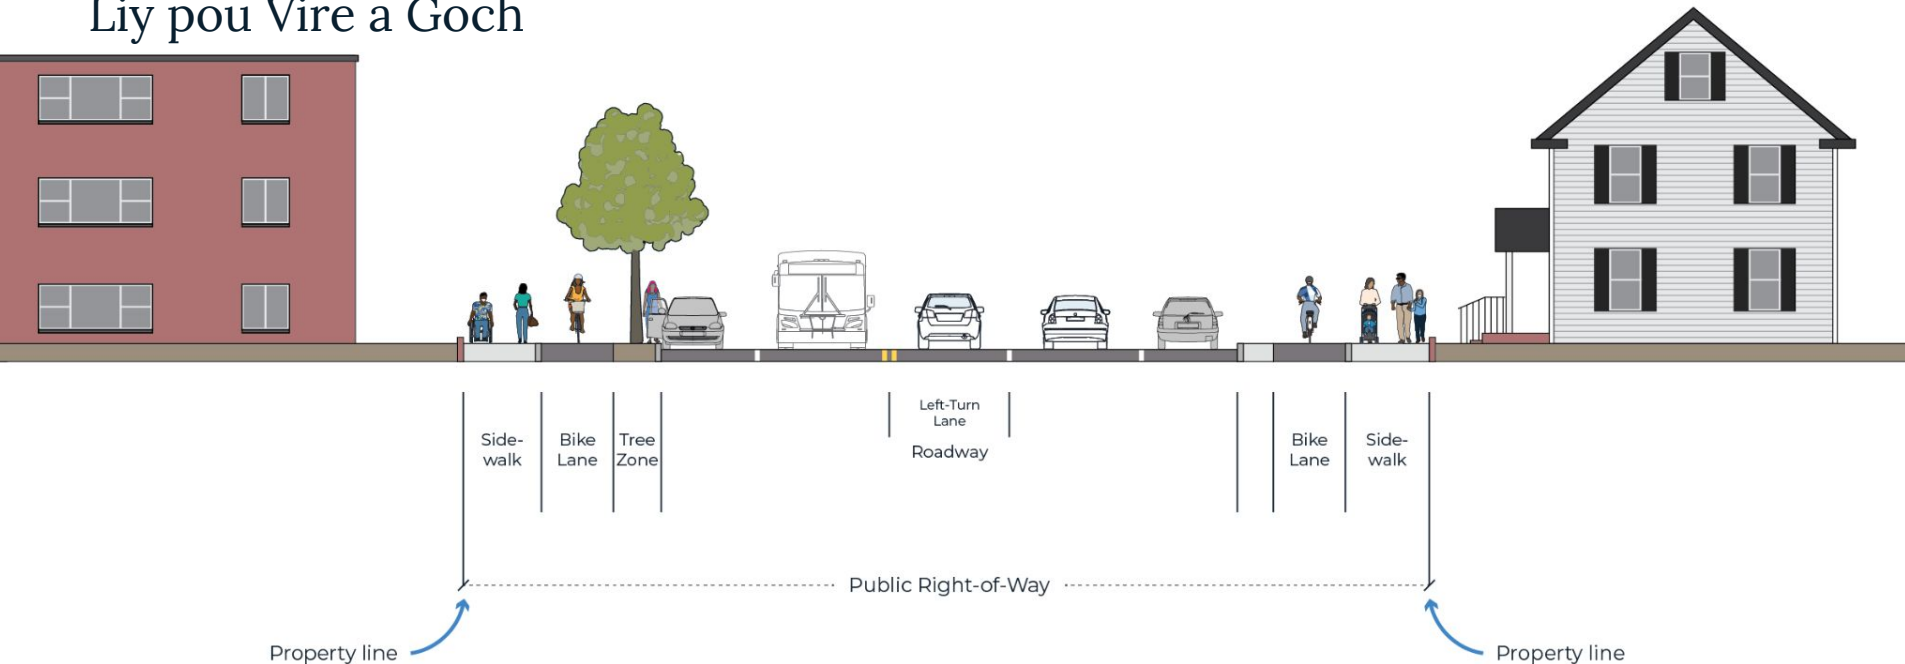 Liy pou Vire a Goch
Left-Turn
Lane
Roadway
Side-
walk
Bike
Lane
Tree
Zone
Bike
Lane
Side-
walk
Public Right-of-Way
Property line
Property line